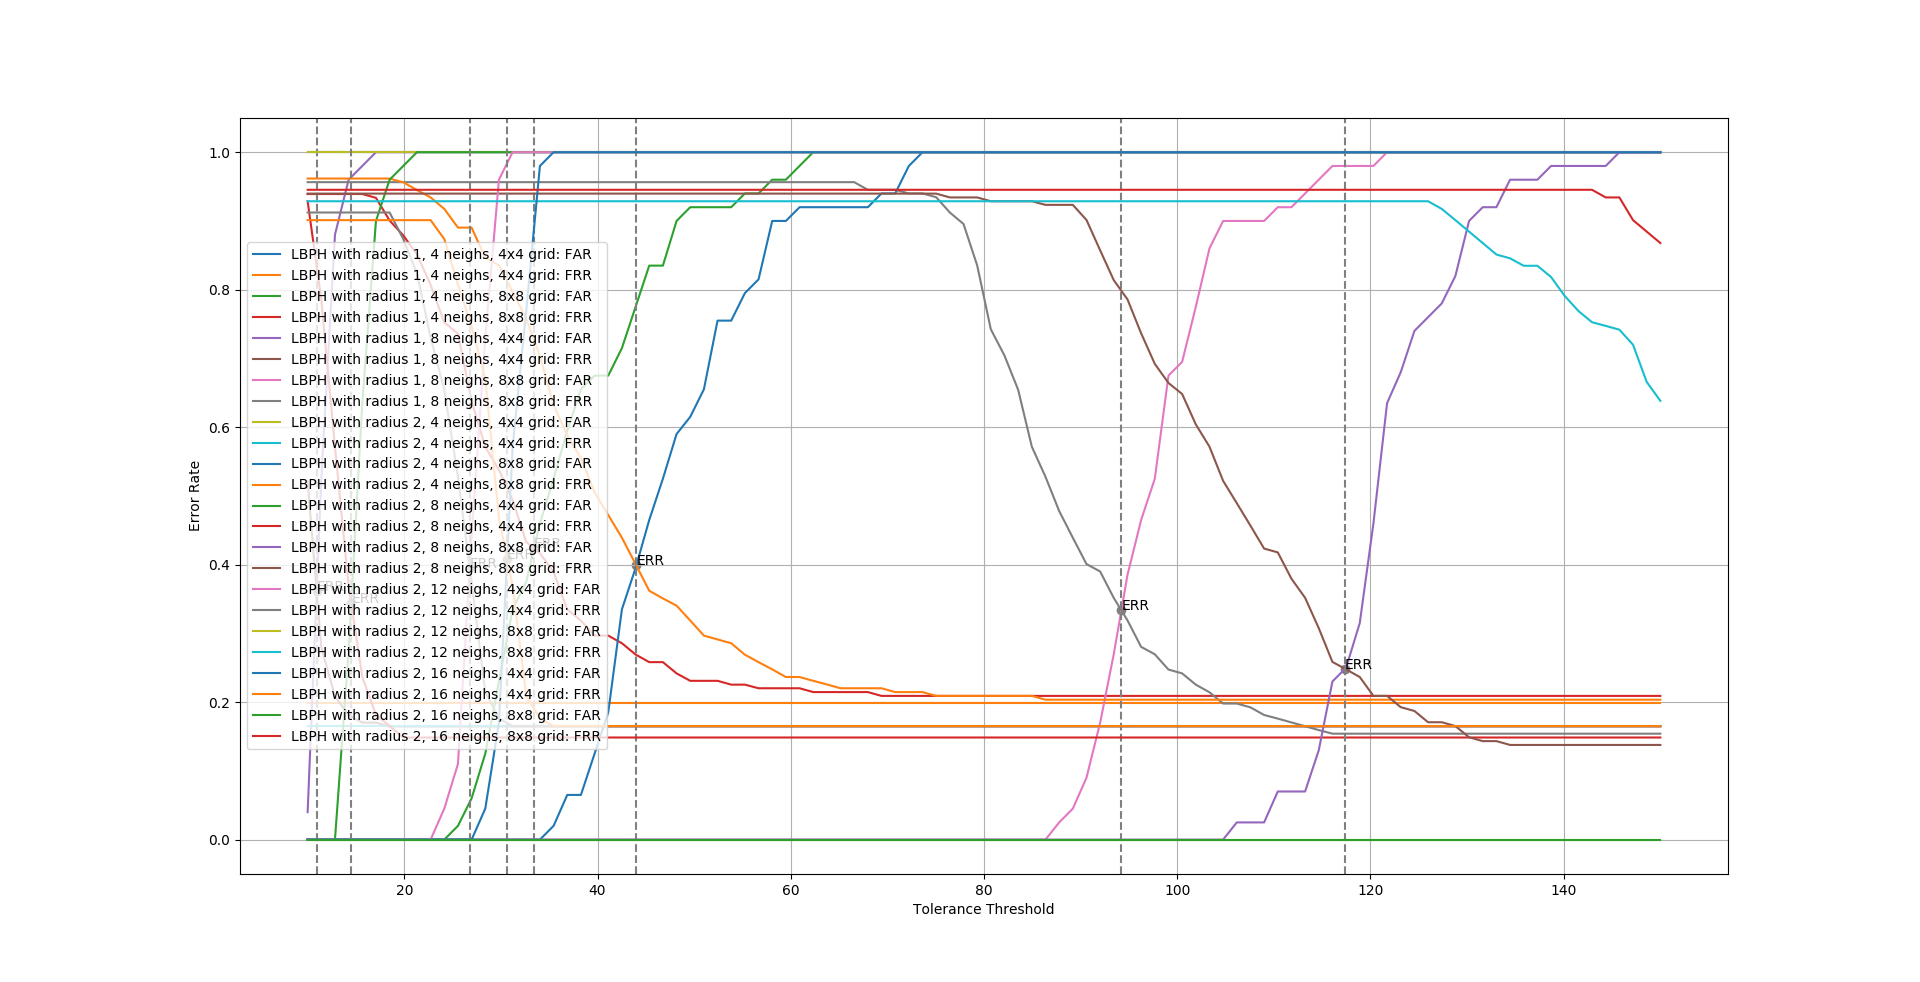 1.0
0.8
0.6
0.4
0.2
0.0
Error Rate
LBPH with radius 1, 4 neighs, 4x4 grid: FAR
LBPH with radius 1, 4 neighs, 4x4 grid: FRR
LBPH with radius 1, 4 neighs, 8x8 grid: FAR
LBPH with radius 1, 4 neighs, 8x8 grid: FRR
LBPH with radius 1, 8 neighs, 4x4 grid: FAR
LBPH with radius 1, 8 neighs, 4x4 grid: FRR
LBPH with radius 1, 8 neighs, 8x8 grid: FAR
LBPH with radius 1, 8 neighs, 8x8 grid: FRR
LBPH with radius 2, 4 neighs, 4x4 grid: FAR
LBPH with radius 2, 4 neighs, 4x4 grid: FRR
LBPH with radius 2, 4 neighs, 8x8 grid: FAR
LBPH with radius 2, 4 neighs, 8x8 grid: FRR
LBPH with radius 2, 8 neighs, 4x4 grid: FAR
LBPH with radius 2, 8 neighs, 4x4 grid: FRR
LBPH with radius 2, 8 neighs, 8x8 grid: FAR
LBPH with radius 2, 8 neighs, 8x8 grid: FRR
LBPH with radius 2, 12 neighs, 4x4 grid: FAR
LBPH with radius 2, 12 neighs, 4x4 grid: FRR
LBPH with radius 2, 12 neighs, 8x8 grid: FAR
LBPH with radius 2, 12 neighs, 8x8 grid: FRR
LBPH with radius 2, 16 neighs, 4x4 grid: FAR
LBPH with radius 2, 16 neighs, 4x4 grid: FRR
LBPH with radius 2, 16 neighs, 8x8 grid: FAR
LBPH with radius 2, 16 neighs, 8x8 grid: FRR
ERR
ERR
ERR
ERR
ERR
ERR
ERR
ERR
20 40 60 80 100 120 140
Tolerance Threshold